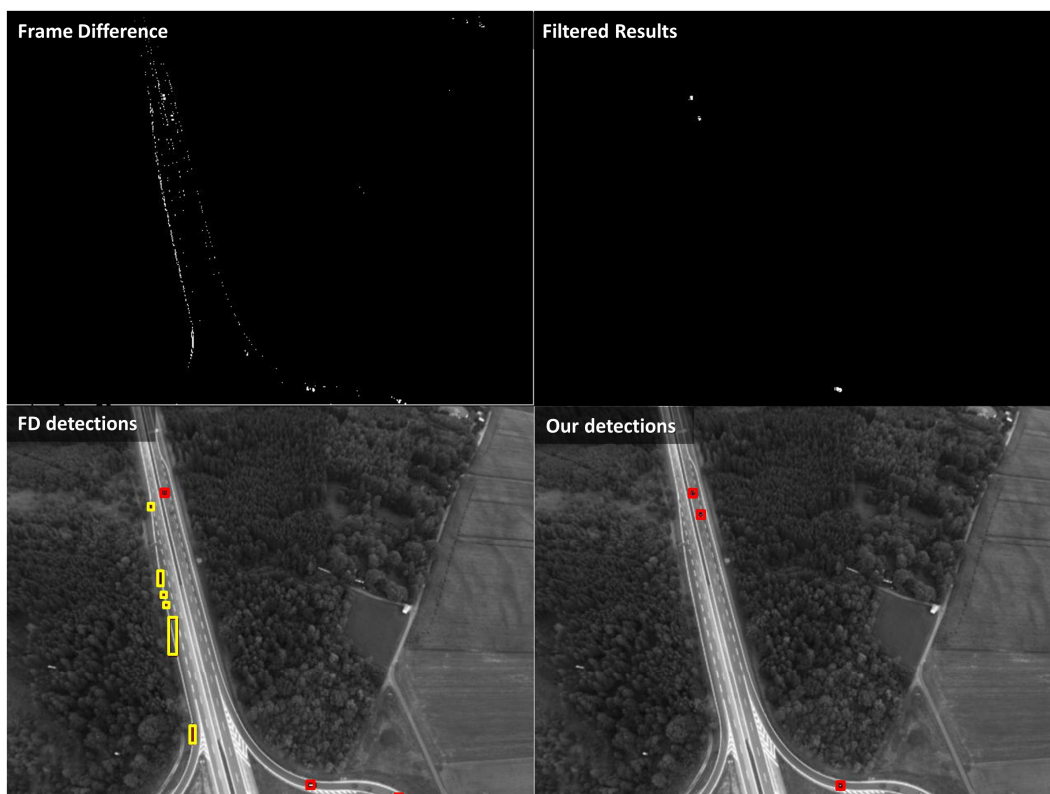 Frame Difference
Filtered Results
FD detections
Our detections